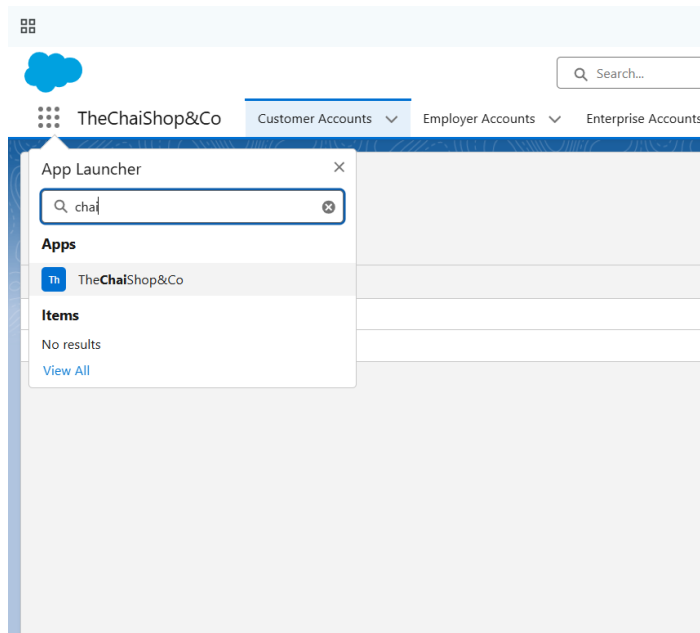 Search...
TheChaiShop&Co
Customer Accounts
Employer Accounts
Enterprise Accounts
App Launcher
chai
Apps
Th TheChaiShop&Co
Items
No results
View All